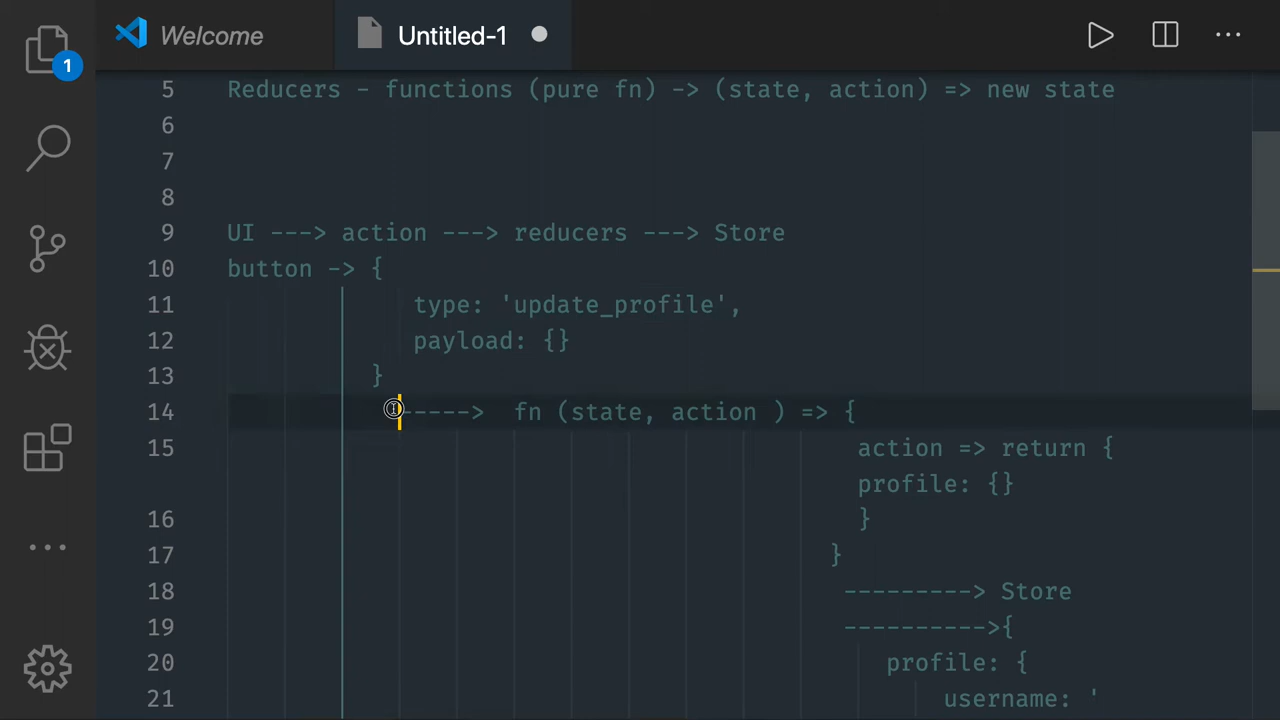 Welcome
Untitled-1
1
5 Reducers - functions (pure fn) -> (state, action) => new state
6
7
8
9 UI ---> action ---> reducers ---> Store
10 button -> {
11 type: 'update_profile',
12 payload: {}
13 }
14 -----> fn (state, action ) => {
15 action => return {
profile: {}
16 }
17 }
18 ---------> Store
19 ---------->{
20 profile: {
21 username: '